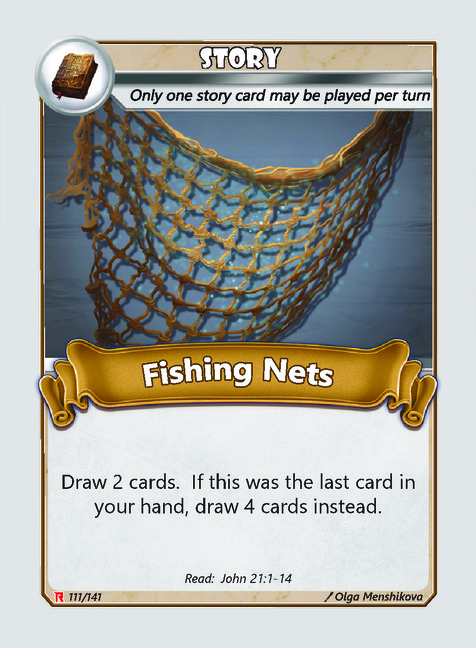 STORY
Only one story card may be played per turn
Fishing Nets
Draw 2 cards.  If this was the last card in
your hand, draw 4 cards instead.
Read:  John 21:1-14
R 111/141
Olga Menshikova